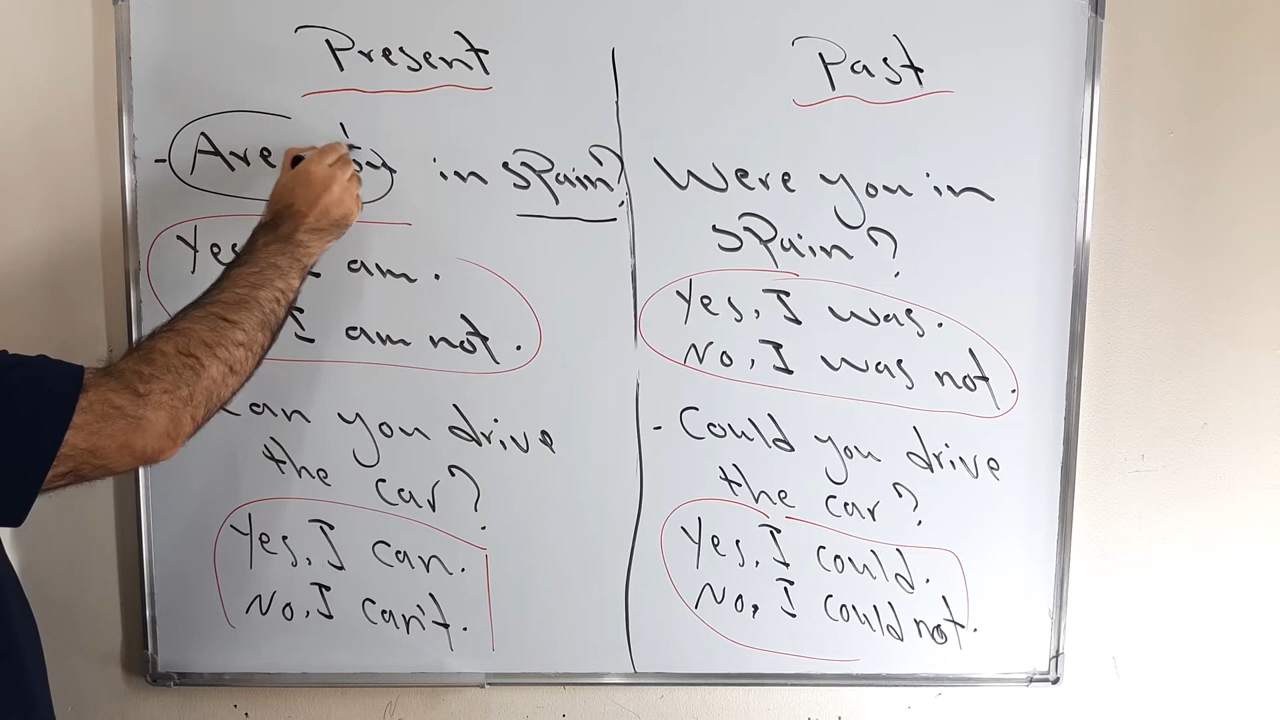 Present
- Are in SPain?
Yes I am.
I am not.
Can you drive
the car?
Yes, I can.
No, I can't.
Past
Were you in
SPain?
Yes, I was.
No, I was not.
- Could you drive
the car?
Yes, I could.
No, I could not.